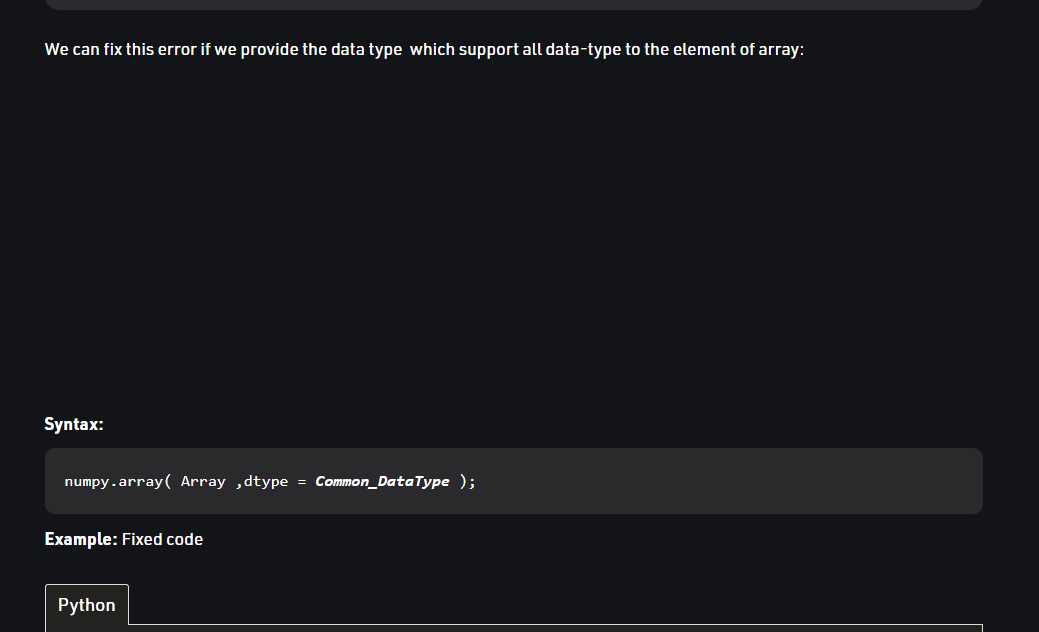 We can fix this error if we provide the data type  which support all data-type to the element of array:
Syntax:
numpy.array( Array ,dtype = Common_DataType );
Example: Fixed code
Python